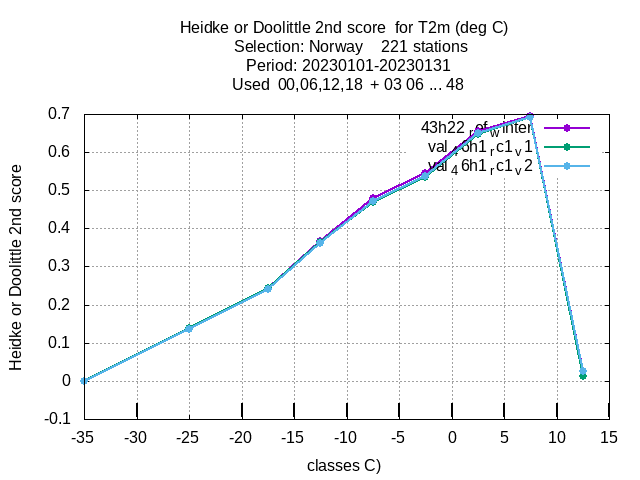 Heidke or Doolittle 2nd score  for T2m (deg C)
Selection: Norway    221 stations
Period: 20230101-20230131
Used  00,06,12,18  + 03 06 ... 48
Heidke or Doolittle 2nd score
0.7
0.6
0.5
0.4
0.3
0.2
0.1
0
-0.1
43h22refwinter
val46h1rc1v1
val46h1rc1v2
-35 -30 -25 -20 -15 -10 -5 0 5 10 15
classes C)